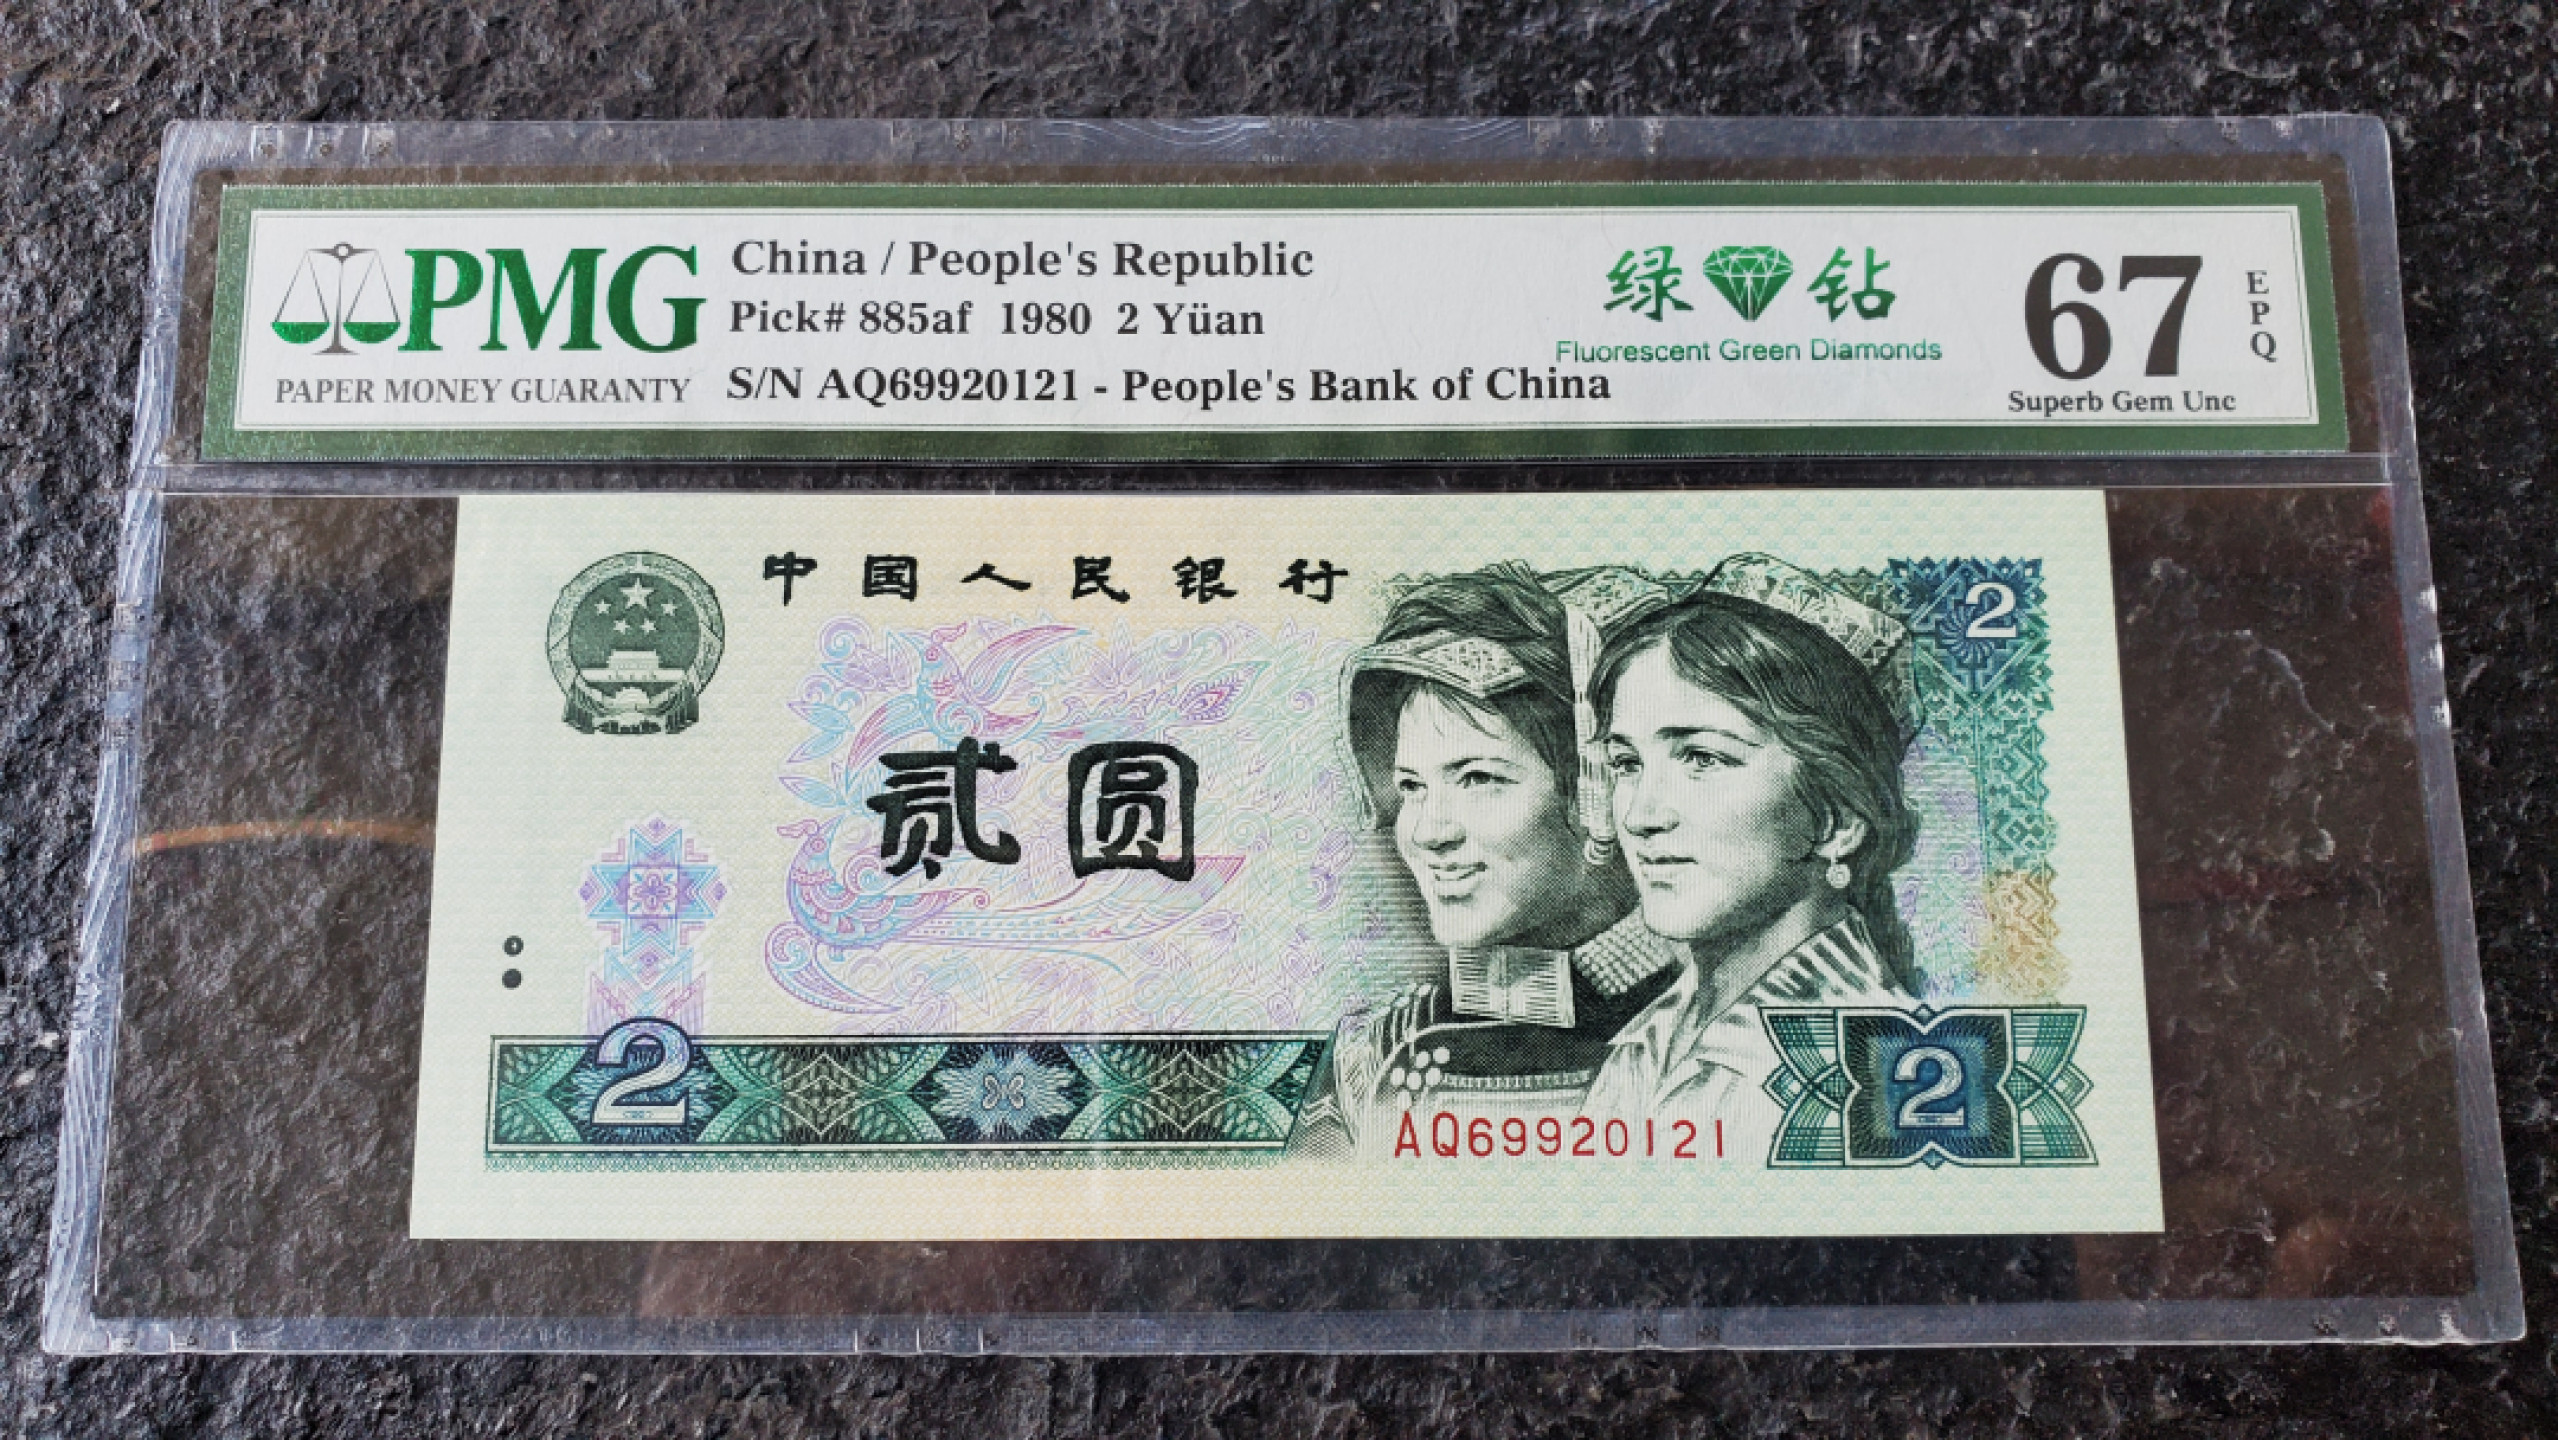 PMG
PAPER MONEY GUARANTY
China / People's Republic
Pick# 885af 1980 2 Yüan
S/N AQ69920121 - People's Bank of China
绿钻
Fluorescent Green Diamonds
67
EPQ
Superb Gem Unc
中国人民银行
2
贰圆
2
AQ69920121
2